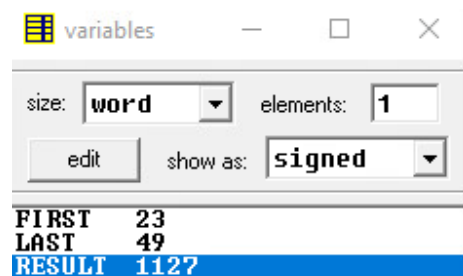 variables
size: word elements: 1
edit show as: signed
FIRST 23
LAST 49
RESULT 1127